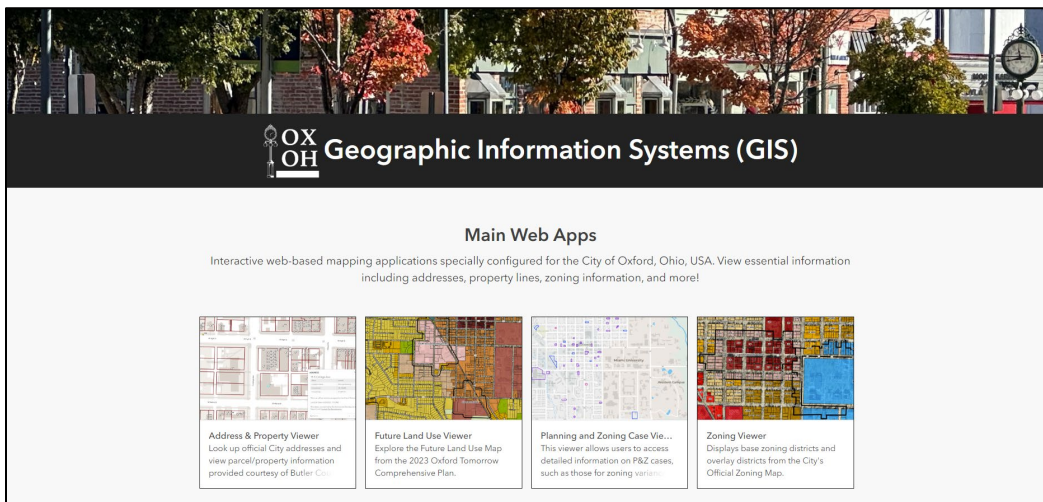 OX
OH
Geographic Information Systems (GIS)
Main Web Apps
Interactive web-based mapping applications specially configured for the City of Oxford, Ohio, USA. View essential information
including addresses, property lines, zoning information, and more!
Address & Property Viewer
Look up official City addresses and
view parcel/property information
provided courtesy of Butler
Future Land Use Viewer
Explore the Future Land Use Map
from the 2023 Oxford Tomorrow
Comprehensive Plan.
Planning and Zoning Case Vie...
This viewer allows users to access
detailed information on P&Z cases,
such as those for zoning
Zoning Viewer
Displays base zoning districts and
overlay districts from the City's
Official Zoning Map.